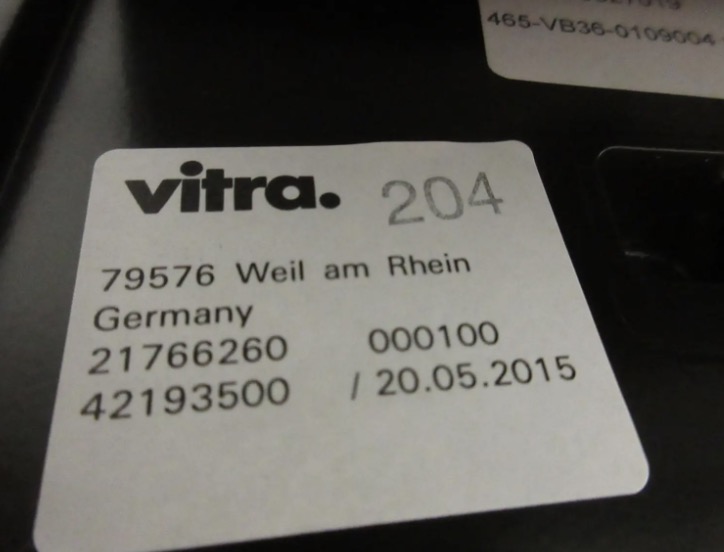 465-VB36-0109004
vitra. 204
79576 Weil am Rhein
Germany
21766260 000100
42193500 / 20.05.2015